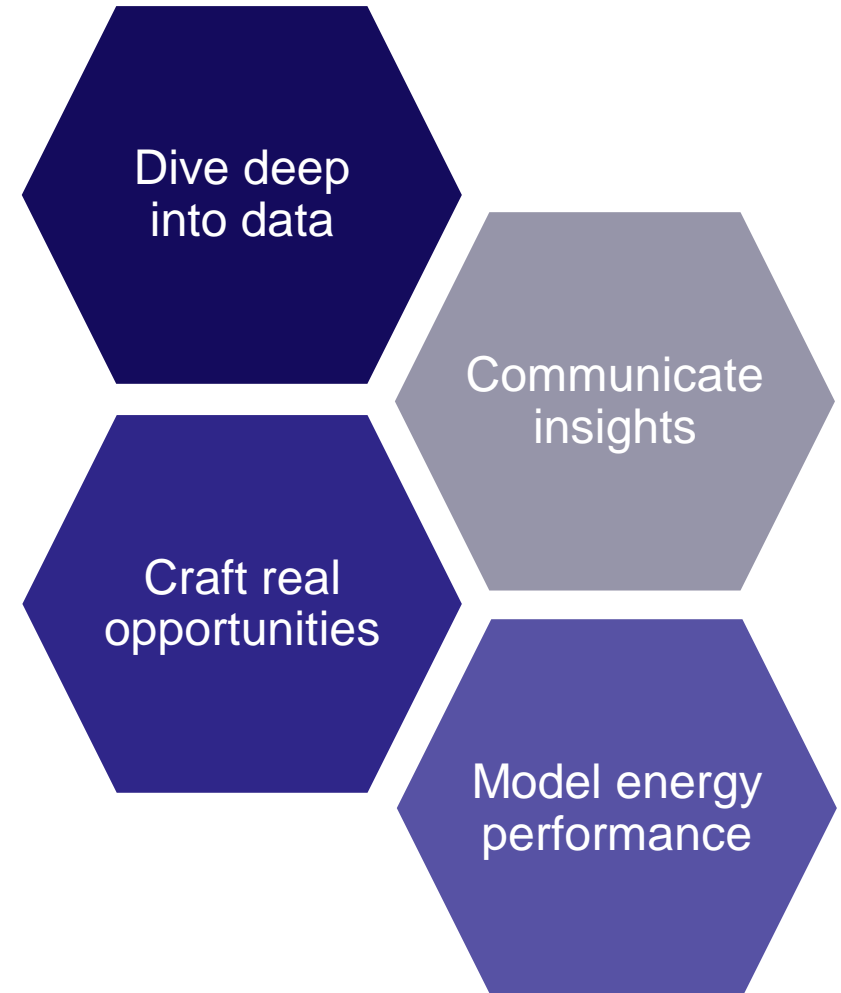 Dive deep
into data
Communicate
insights
Craft real
opportunities
Model energy
performance